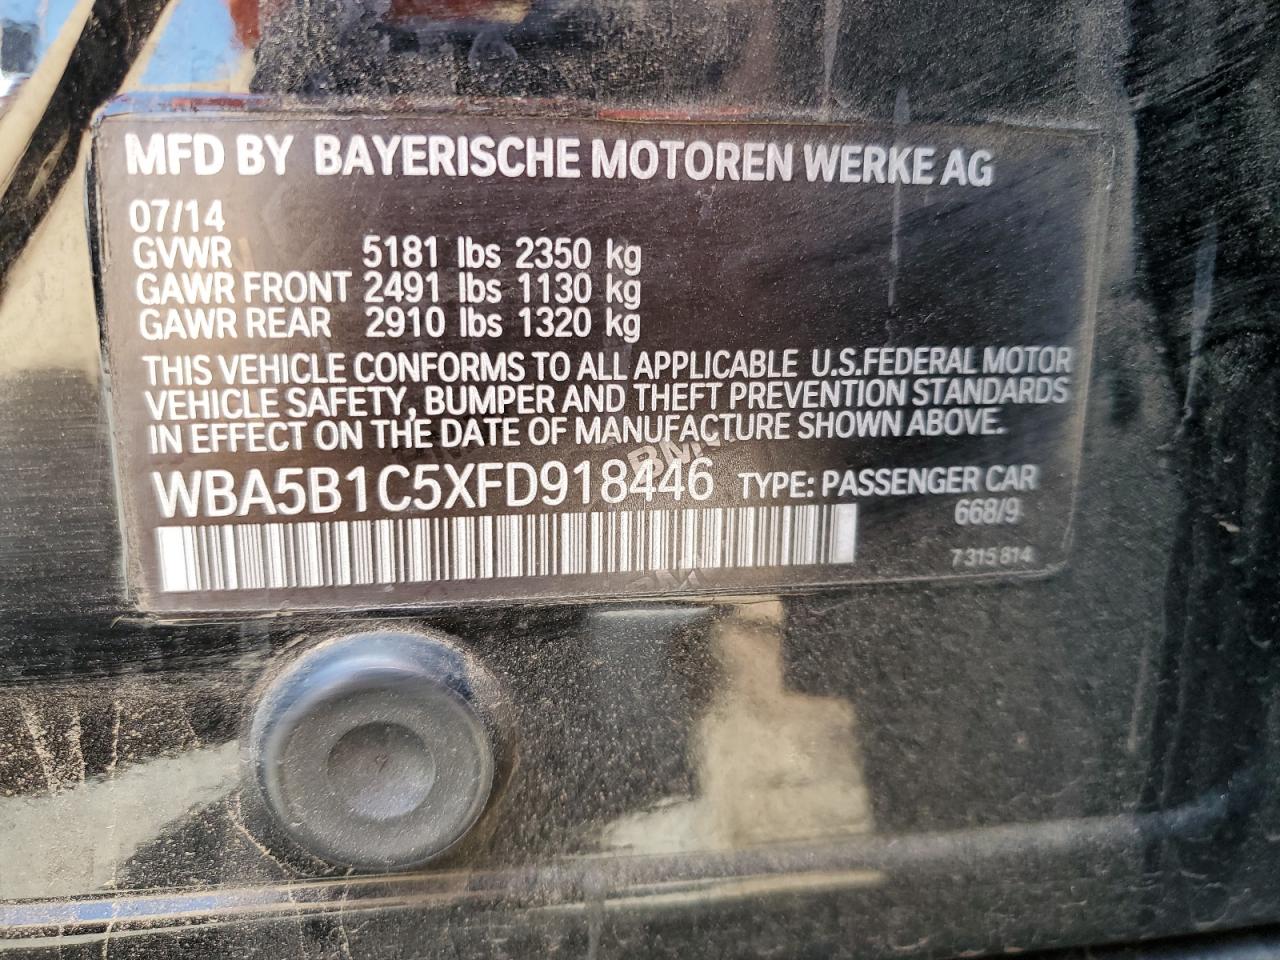 MFD BY BAYERISCHE MOTOREN WERKE AG
07/14
GVWR 5181 lbs 2350 kg
GAWR FRONT 2491 lbs 1130 kg
GAWR REAR 2910 lbs 1320 kg
THIS VEHICLE CONFORMS TO ALL APPLICABLE U.S.FEDERAL MOTOR
VEHICLE SAFETY, BUMPER AND THEFT PREVENTION STANDARDS
IN EFFECT ON THE DATE OF MANUFACTURE SHOWN ABOVE.
WBA5B1C5XFD918446 TYPE: PASSENGER CAR
668/9
7 315 814